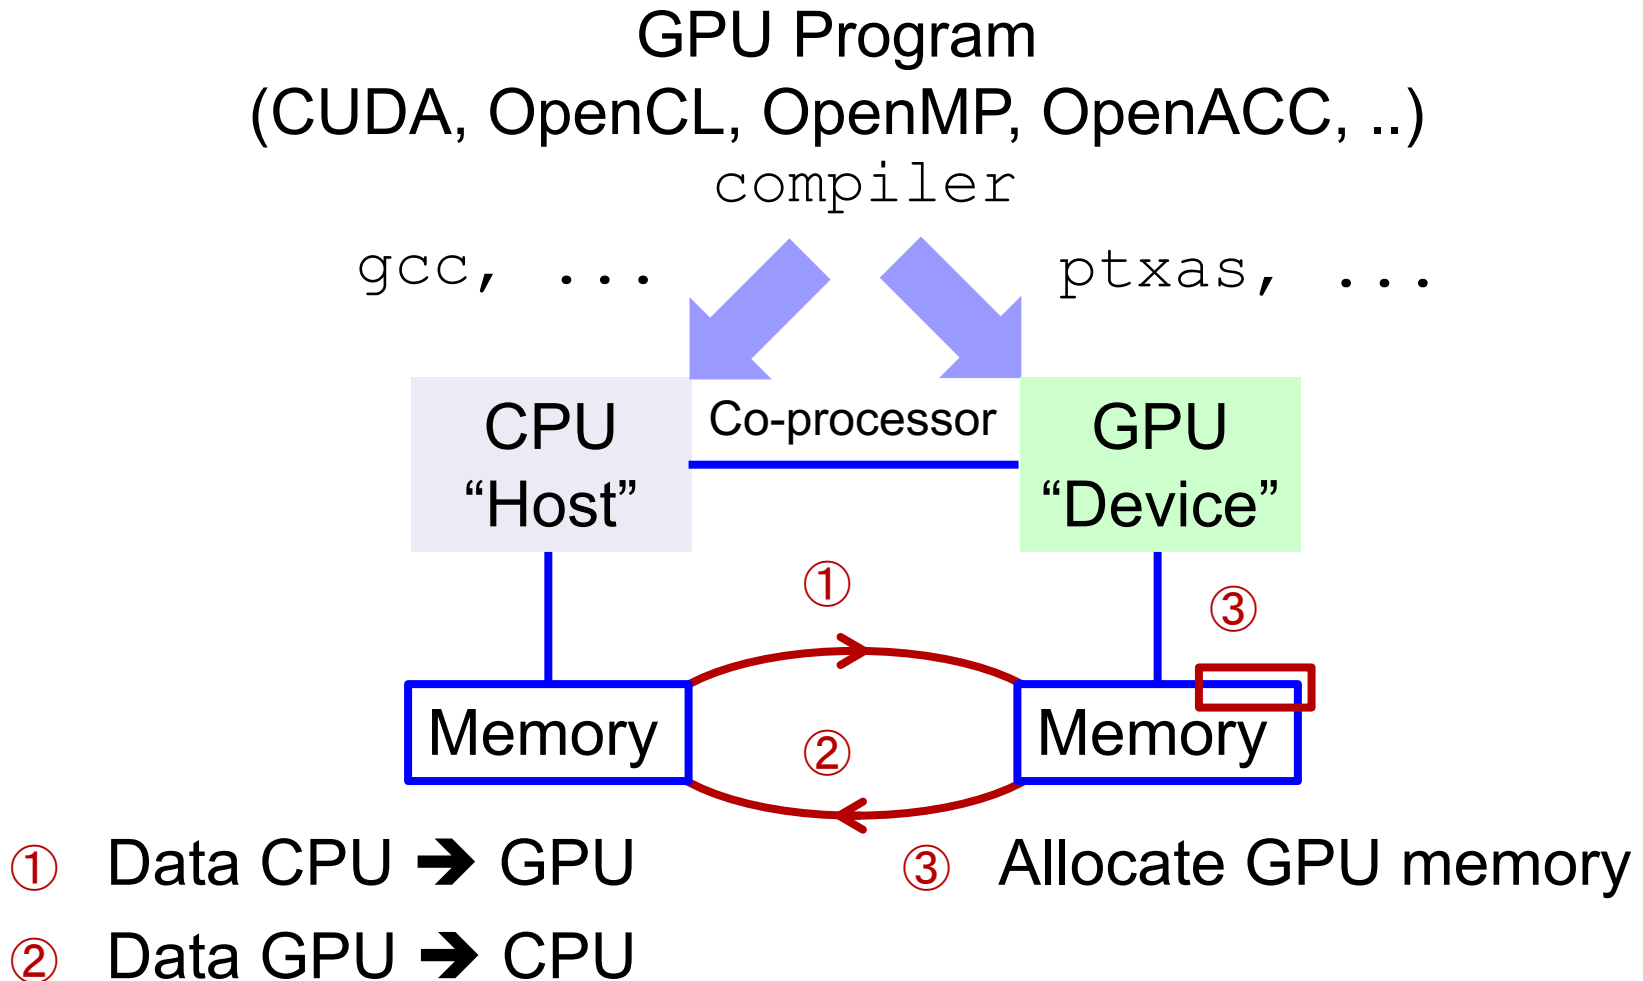 GPU Program
(CUDA, OpenCL, OpenMP, OpenACC, ..)
compiler
gcc, ...
ptxas, ...
CPU
“Host”
Co-processor
GPU
“Device”
①
③
Memory
②
Memory
① Data CPU ➔ GPU
③ Allocate GPU memory
② Data GPU ➔ CPU